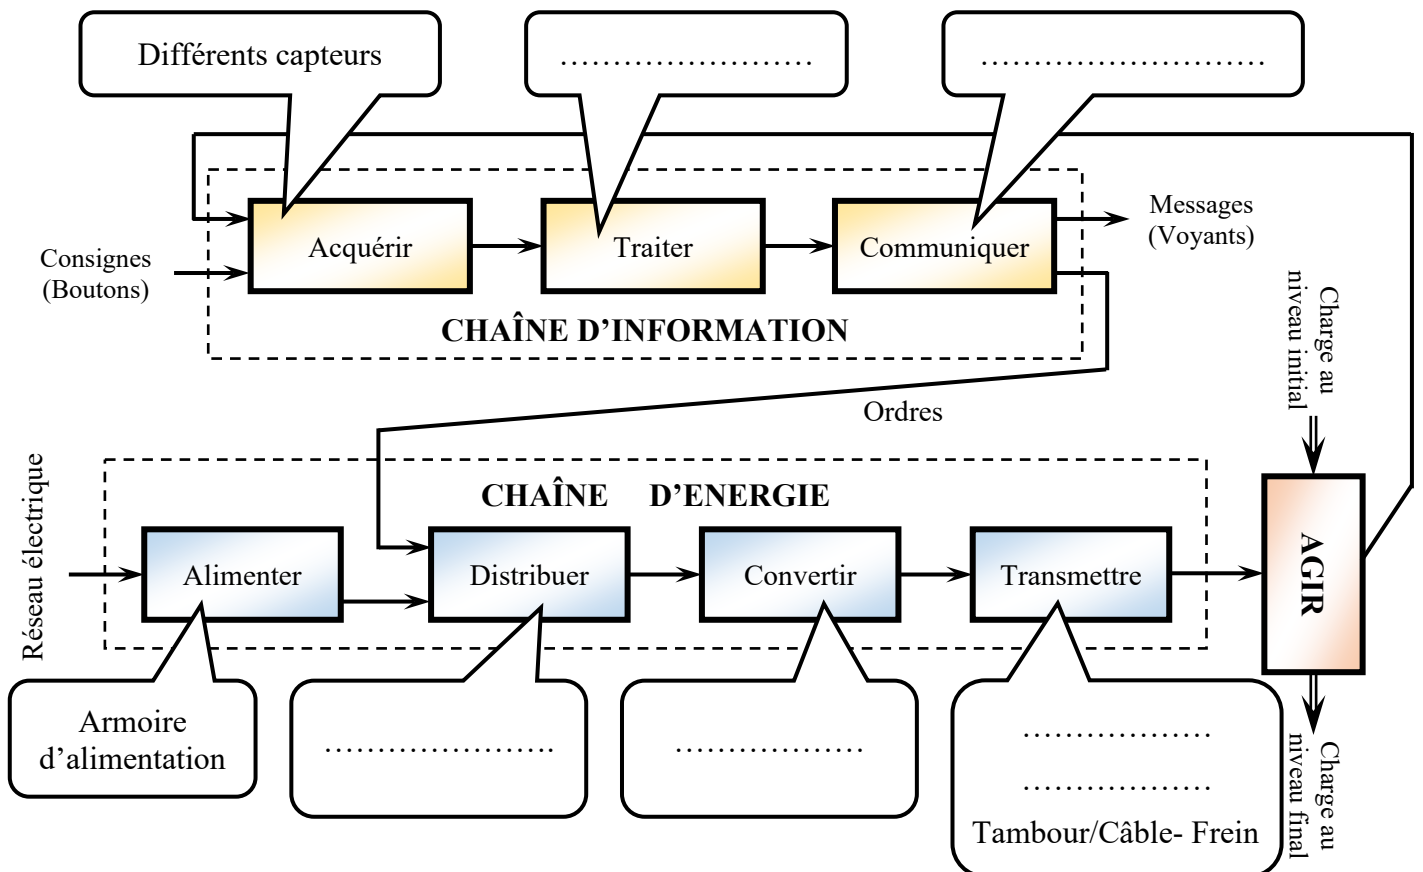 Différents capteurs
……………………
………………………
Acquérir
Traiter
Communiquer
Messages
(Voyants)
Consignes
(Boutons)
CHAÎNE D’INFORMATION
Charge au
niveau initial
Ordres
Réseau électrique
CHAÎNE D’ENERGIE
Alimenter
Distribuer
Convertir
Transmettre
AGIR
Armoire
d’alimentation
………………….
………………
………………
………………
Tambour/Câble- Frein
Charge au
niveau final